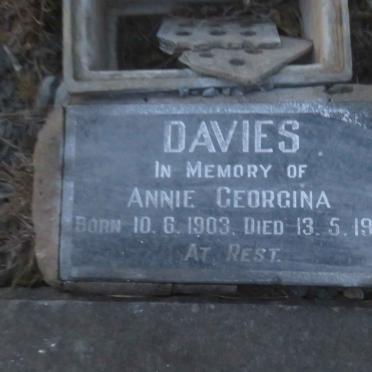 DAVIES
IN MEMORY OF
ANNIE GEORGINA
BORN 10. 6. 1903. DIED 13. 5. 19
AT REST.